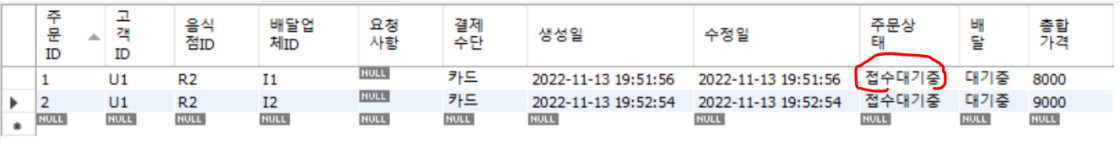 주문ID 고객ID 음식점ID 배달업체ID 요청사항 결제수단 생성일 수정일 주문상태 배달 총합가격
1 U1 R2 I1 NULL 카드 2022-11-13 19:51:56 2022-11-13 19:51:56 접수대기중 대기중 8000
2 U1 R2 I2 NULL 카드 2022-11-13 19:52:54 2022-11-13 19:52:54 접수대기중 대기중 9000
NULL NULL NULL NULL NULL NULL NULL NULL NULL NULL NULL